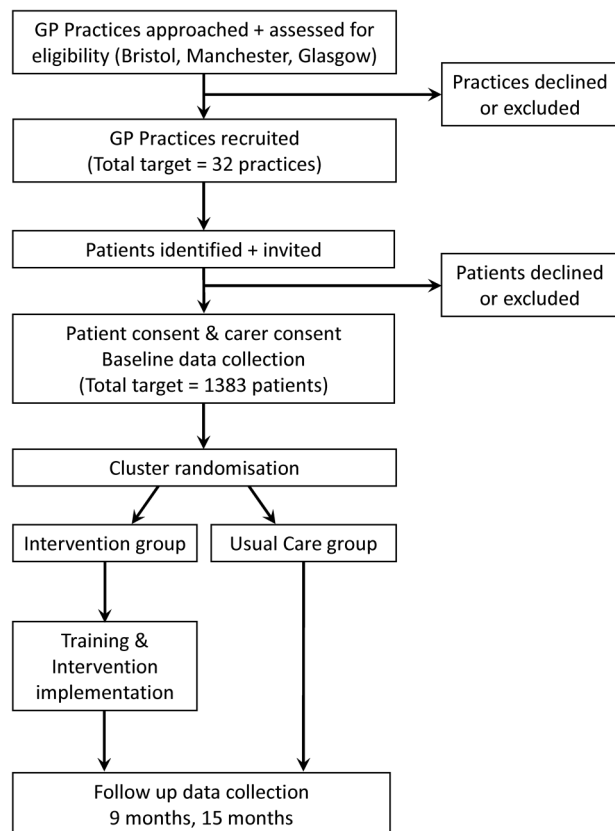 GP Practices approached + assessed for
eligibility (Bristol, Manchester, Glasgow)
Practices declined
or excluded
GP Practices recruited
(Total target = 32 practices)
Patients identified + invited
Patients declined
or excluded
Patient consent & carer consent
Baseline data collection
(Total target = 1383 patients)
Cluster randomisation
Intervention group
Usual Care group
Training &
Intervention
implementation
Follow up data collection
9 months, 15 months